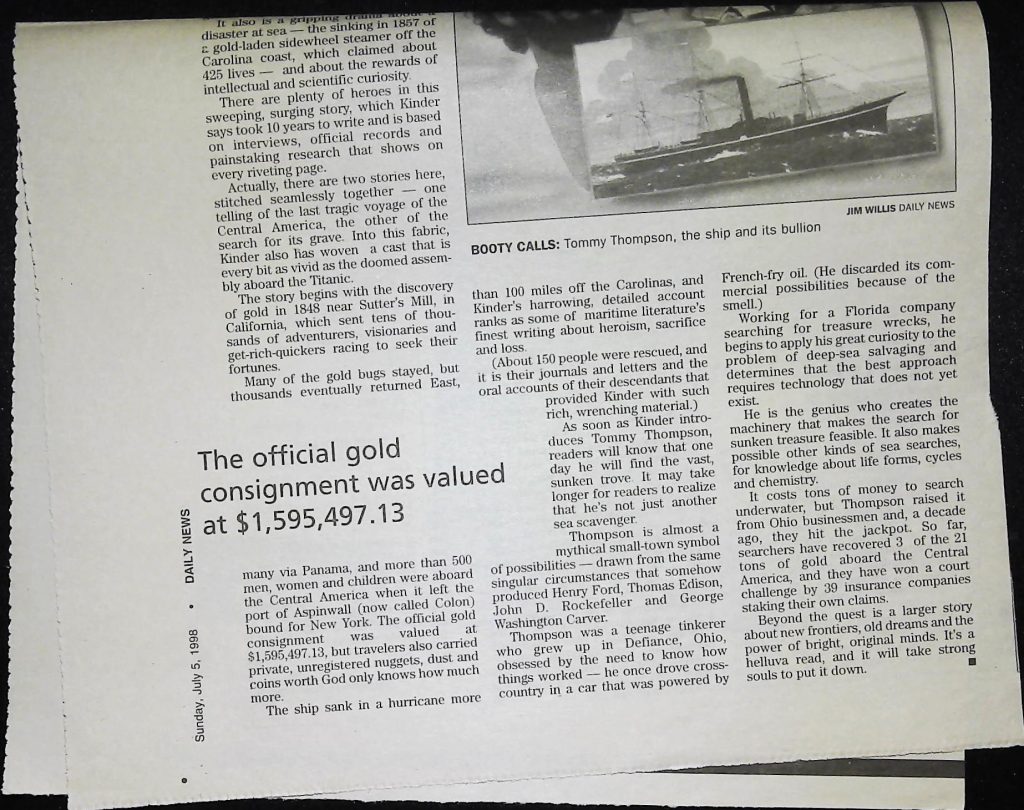 It also is a gripping drama about a
disaster at sea — the sinking in 1857 of
a gold-laden sidewheel steamer off the
Carolina coast, which claimed about
425 lives — and about the rewards of
intellectual and scientific curiosity.
There are plenty of heroes in this
sweeping, surging story, which Kinder
says took 10 years to write and is based
on interviews, official records and
painstaking research that shows on
every riveting page.
Actually, there are two stories here,
stitched seamlessly together — one
telling of the last tragic voyage of the
Central America, the other of the
search for its grave. Into this fabric,
Kinder also has woven a cast that is
every bit as vivid as the doomed assem-
bly aboard the Titanic.
The story begins with the discovery
of gold in 1848 near Sutter's Mill, in
California, which sent tens of thou-
sands of adventurers, visionaries and
get-rich-quickers racing to seek their
fortunes.
Many of the gold bugs stayed, but
thousands eventually returned East,
The official gold
consignment was valued
at $1,595,497.13
many via Panama, and more than 500
men, women and children were aboard
the Central America when it left the
port of Aspinwall (now called Colon)
bound for New York. The official gold
consignment was valued at
$1,595,497.13, but travelers also carried
private, unregistered nuggets, dust and
coins worth God only knows how much
more.
The ship sank in a hurricane more
JIM WILLIS DAILY NEWS
BOOTY CALLS: Tommy Thompson, the ship and its bullion
than 100 miles off the Carolinas, and
Kinder's harrowing, detailed account
ranks as some of maritime literature's
finest writing about heroism, sacrifice
and loss.
(About 150 people were rescued, and
it is their journals and letters and the
oral accounts of their descendants that
provided Kinder with such
rich, wrenching material.)
As soon as Kinder intro-
duces Tommy Thompson,
readers will know that one
day he will find the vast,
sunken trove. It may take
longer for readers to realize
that he's not just another
sea scavenger.
Thompson is almost a
mythical small-town symbol
of possibilities — drawn from the same
singular circumstances that somehow
produced Henry Ford, Thomas Edison,
John D. Rockefeller and George
Washington Carver.
Thompson was a teenage tinkerer
who grew up in Defiance, Ohio,
obsessed by the need to know how
things worked — he once drove cross-
country in a car that was powered by
French-fry oil. (He discarded its com-
mercial possibilities because of the
smell.)
Working for a Florida company
searching for treasure wrecks, he
begins to apply his great curiosity to the
problem of deep-sea salvaging and
determines that the best approach
requires technology that does not yet
exist.
He is the genius who creates the
machinery that makes the search for
sunken treasure feasible. It also makes
possible other kinds of sea searches,
for knowledge about life forms, cycles
and chemistry.
It costs tons of money to search
underwater, but Thompson raised it
from Ohio businessmen and, a decade
ago, they hit the jackpot. So far,
searchers have recovered 3 of the 21
tons of gold aboard the Central
America, and they have won a court
challenge by 39 insurance companies
staking their own claims.
Beyond the quest is a larger story
about new frontiers, old dreams and the
power of bright, original minds. It's a
helluva read, and it will take strong
souls to put it down.
• Sunday, July 5, 1998 • DAILY NEWS